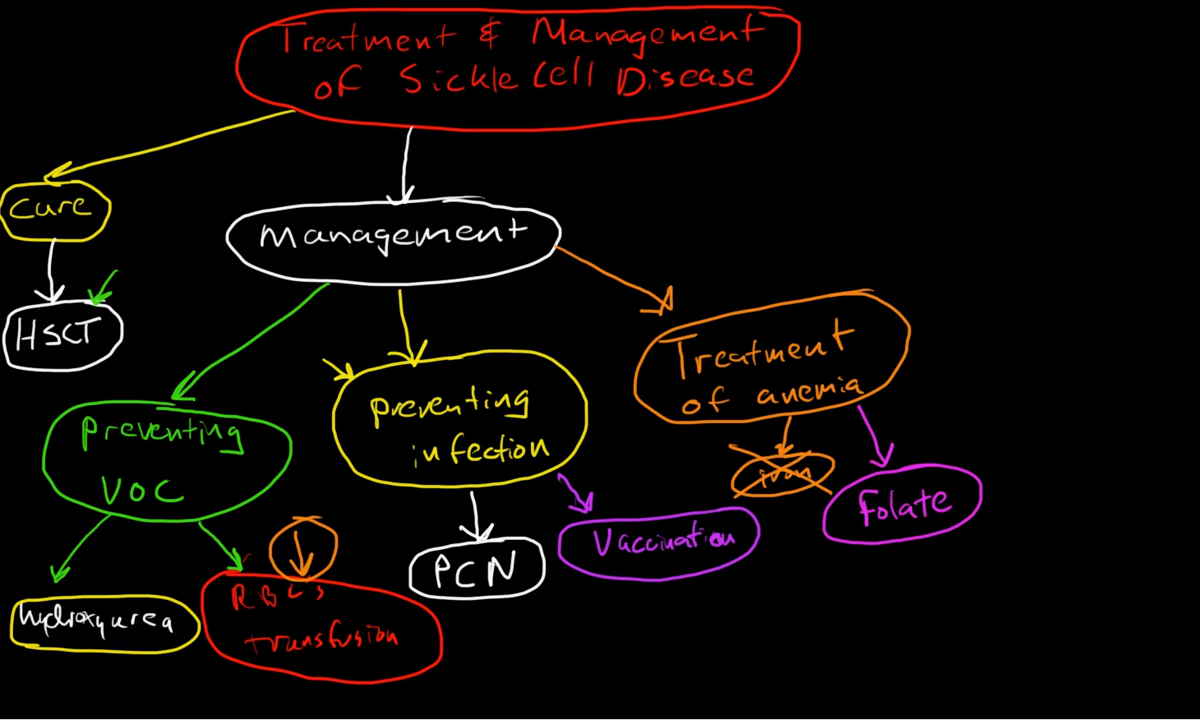 Treatment & Management
of Sickle Cell Disease
Cure
Management
HSCT
Treatment
of anemia
Preventing
VOC
preventing
infection
iron
Folate
Vaccination
PCN
hydroxyurea
RBCs
transfusion